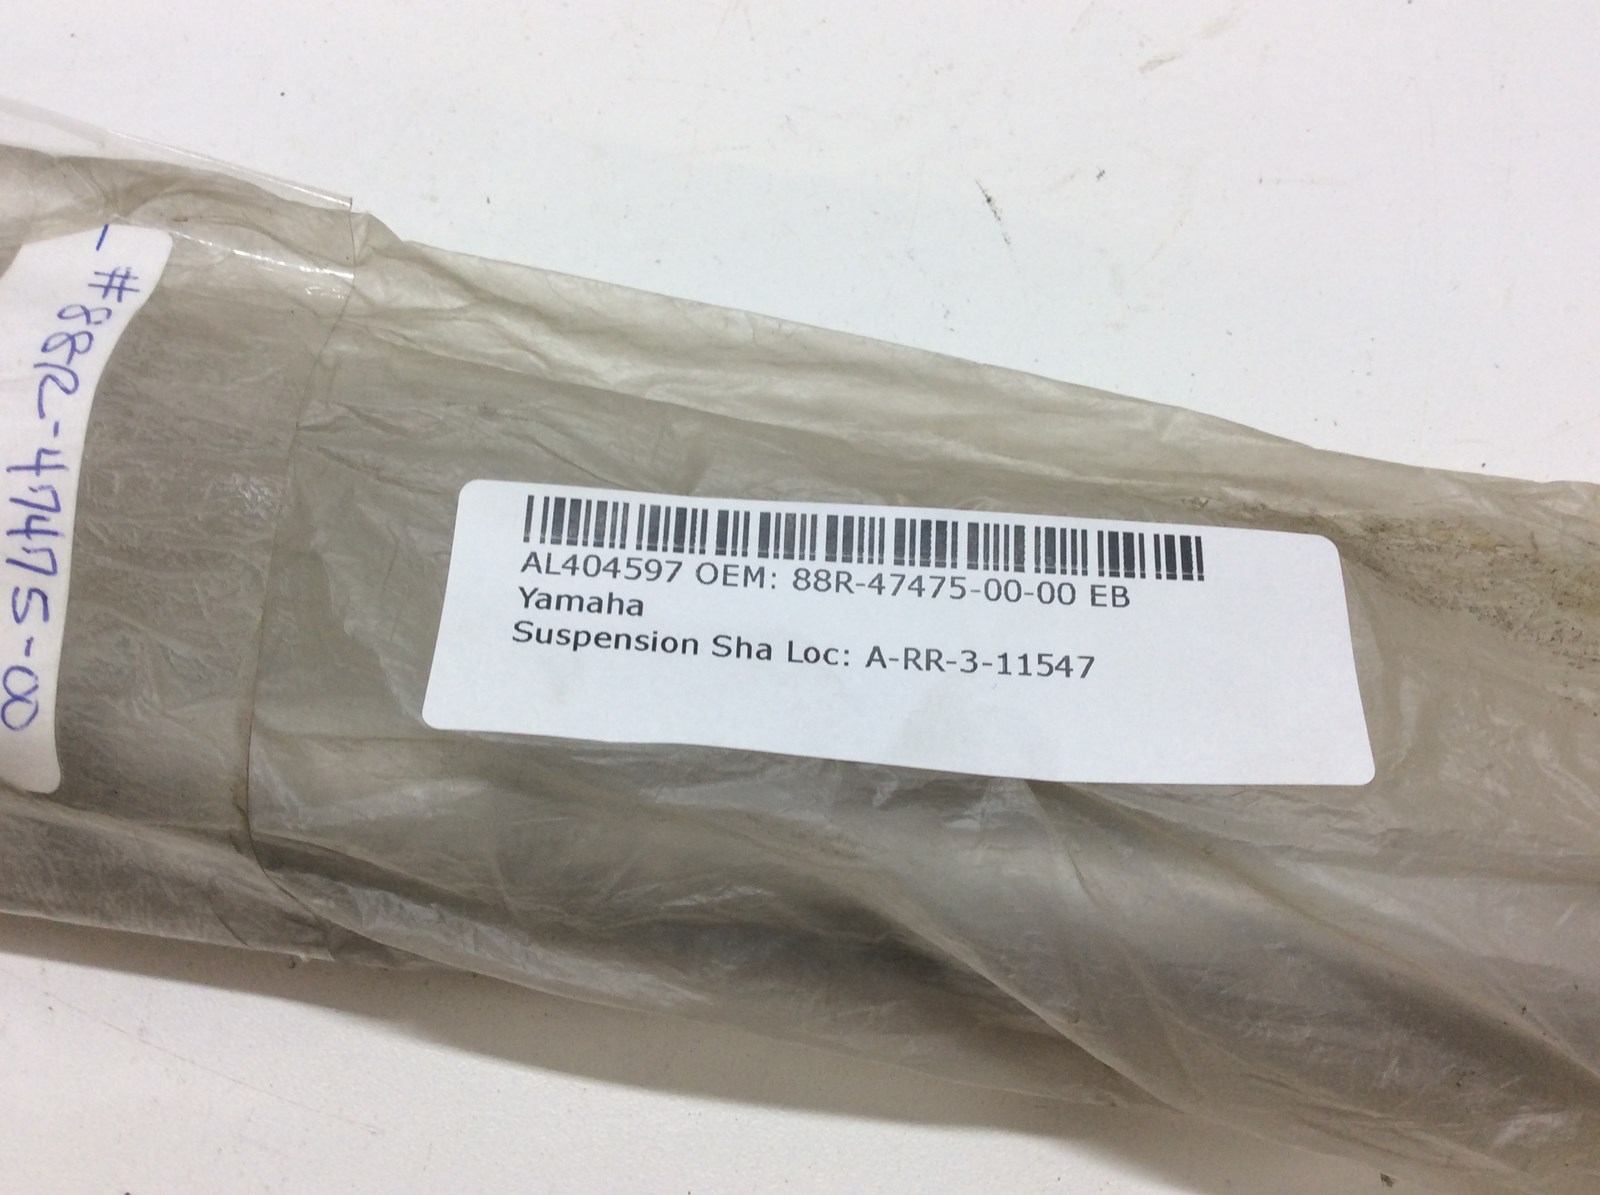 - #88R-47475-00
AL404597 OEM: 88R-47475-00-00 EB
Yamaha
Suspension Sha Loc: A-RR-3-11547